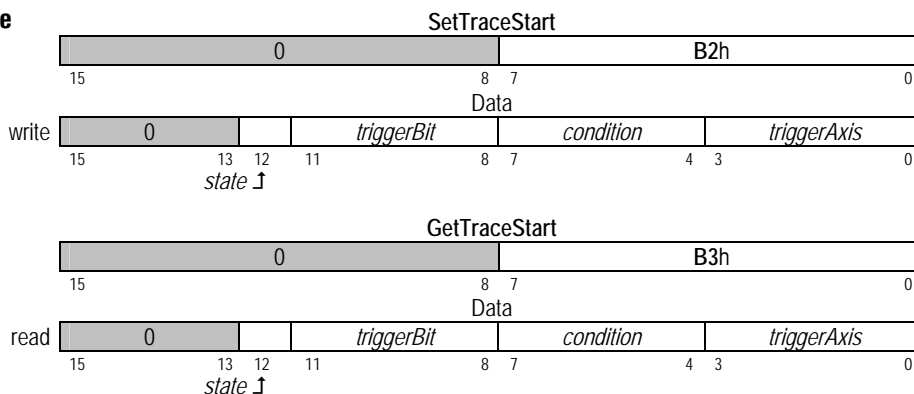 e
SetTraceStart
0 B2h
15 8 7 0
Data
write 0 triggerBit condition triggerAxis
15 13 12 11 8 7 4 3 0
state
GetTraceStart
0 B3h
15 8 7 0
Data
read 0 triggerBit condition triggerAxis
15 13 12 11 8 7 4 3 0
state